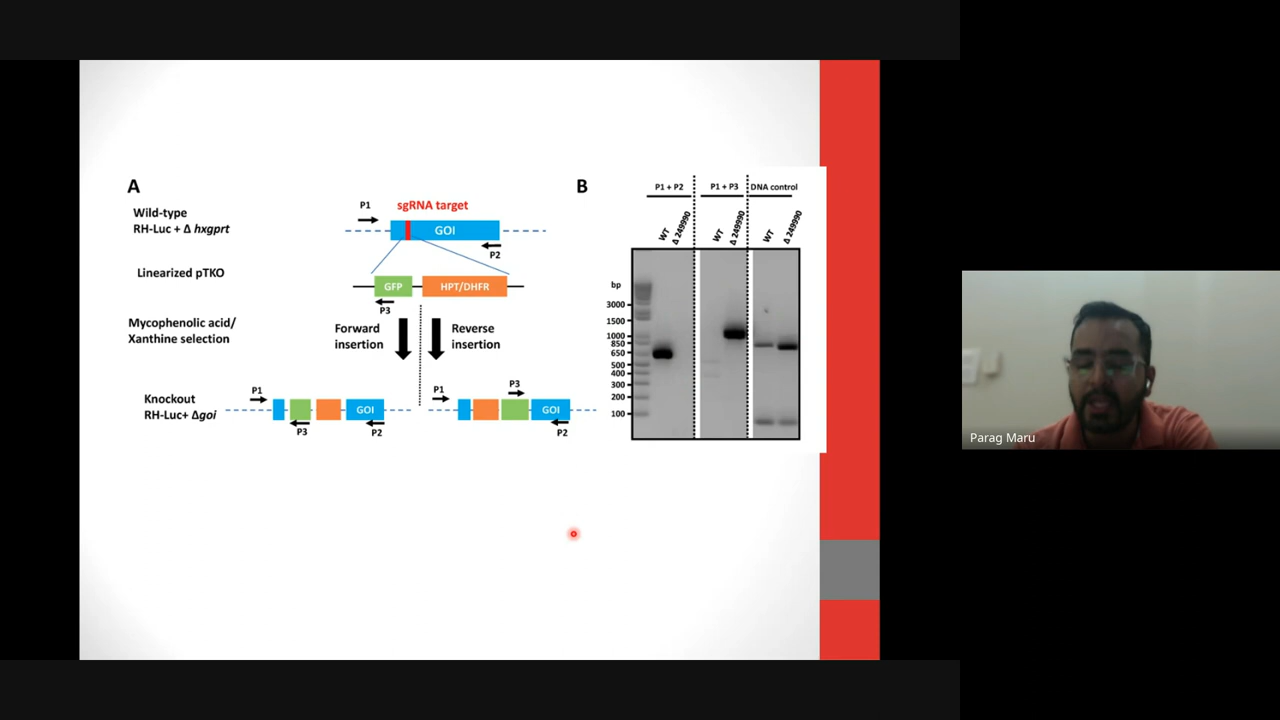 A
Wild-type
RH-Luc + Δ hxgprt
P1
sgRNA target
GOI
P2
Linearized pTKO
GFP
HPT/DHFR
P3
Mycophenolic acid/
Xanthine selection
Forward
insertion
Reverse
insertion
Knockout
RH-Luc+ Δgoi
P1
GOI
P3
P2
P1
P3
GOI
P2
B
P1 + P2
P1 + P3
DNA control
WT
Δ 249990
WT
Δ 249990
WT
Δ 249990
bp
3000
1500
1000
850
650
500
400
300
200
100
Parag Maru